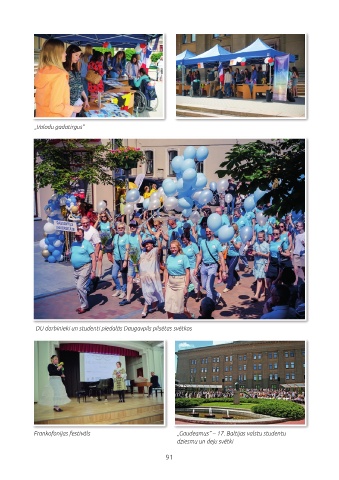 „Valodu gadatirgus”
DU darbinieki un studenti piedalās Daugavpils pilsētas svētkos
Frankofonijas festivāls
„Gaudeamus” – 17. Baltijas valstu studentu
dziesmu un deju svētki
91